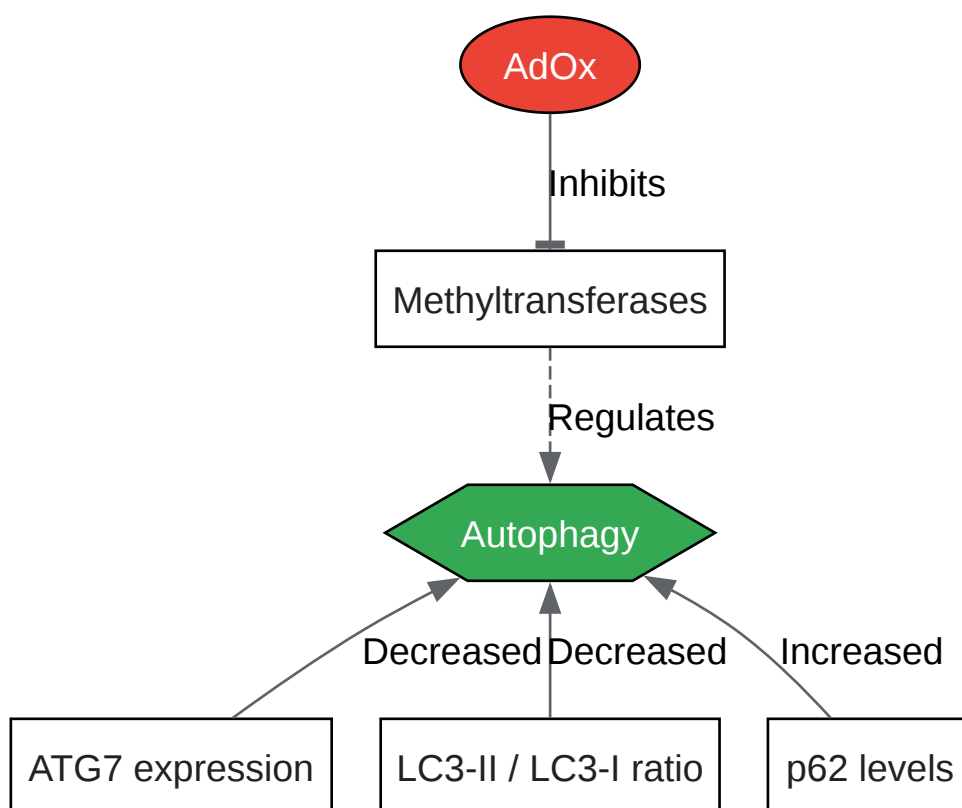 AdOx
Inhibits
Methyltransferases
Regulates
Autophagy
Decreased
Decreased
Increased
ATG7 expression
LC3-II / LC3-I ratio
p62 levels